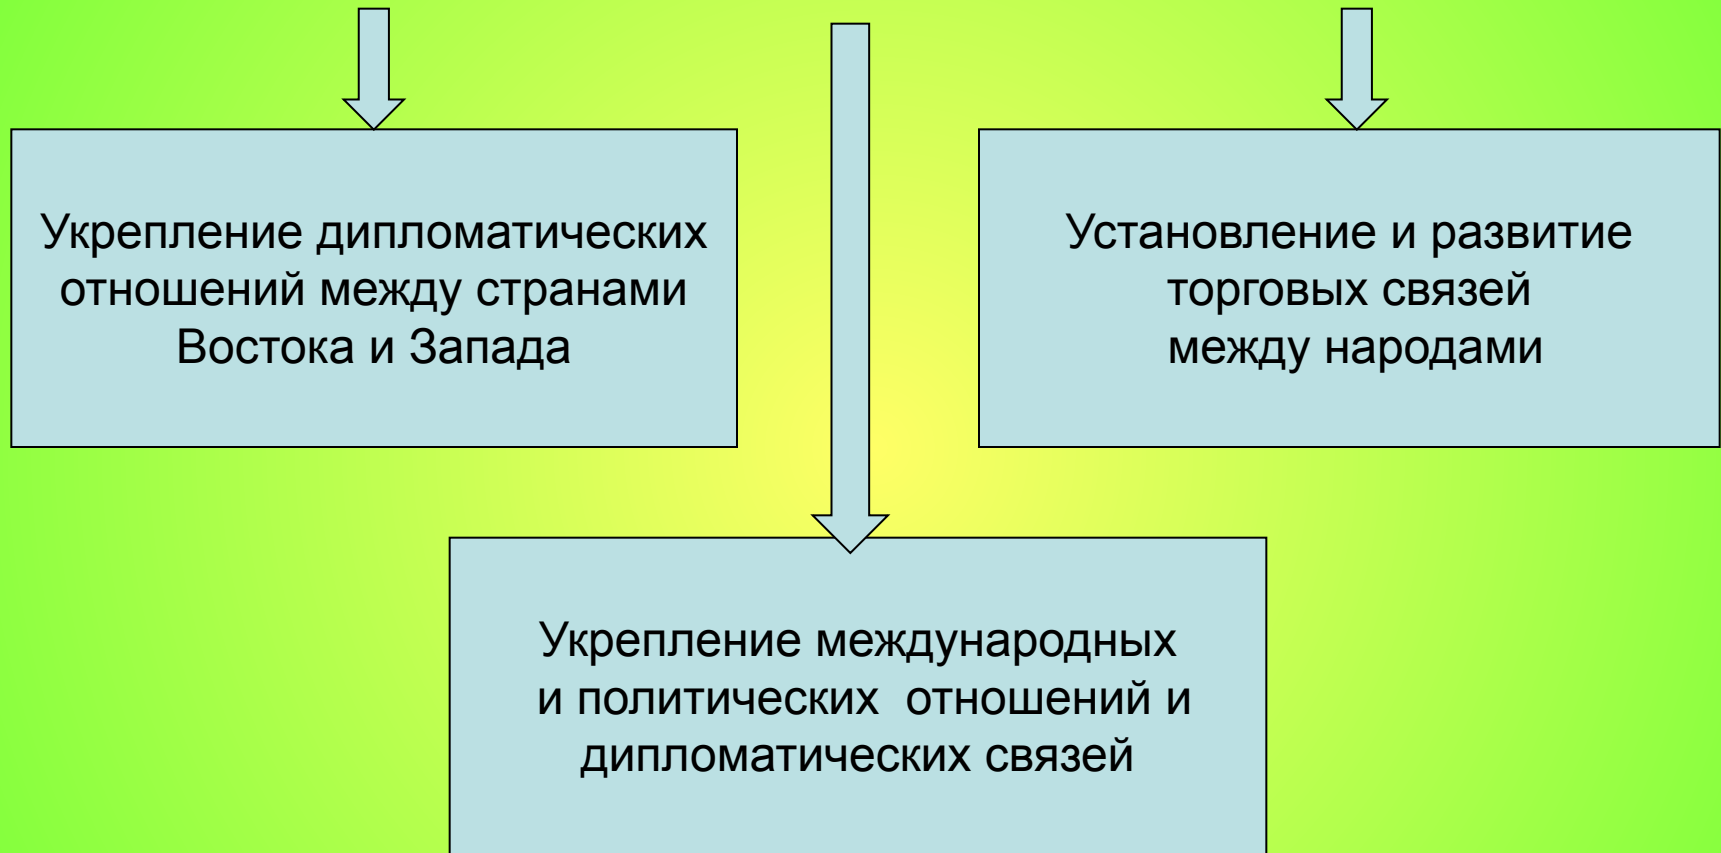 Укрепление дипломатических
отношений между странами
Востока и Запада
Установление и развитие
торговых связей
между народами
Укрепление международных
и политических  отношений и
дипломатических связей